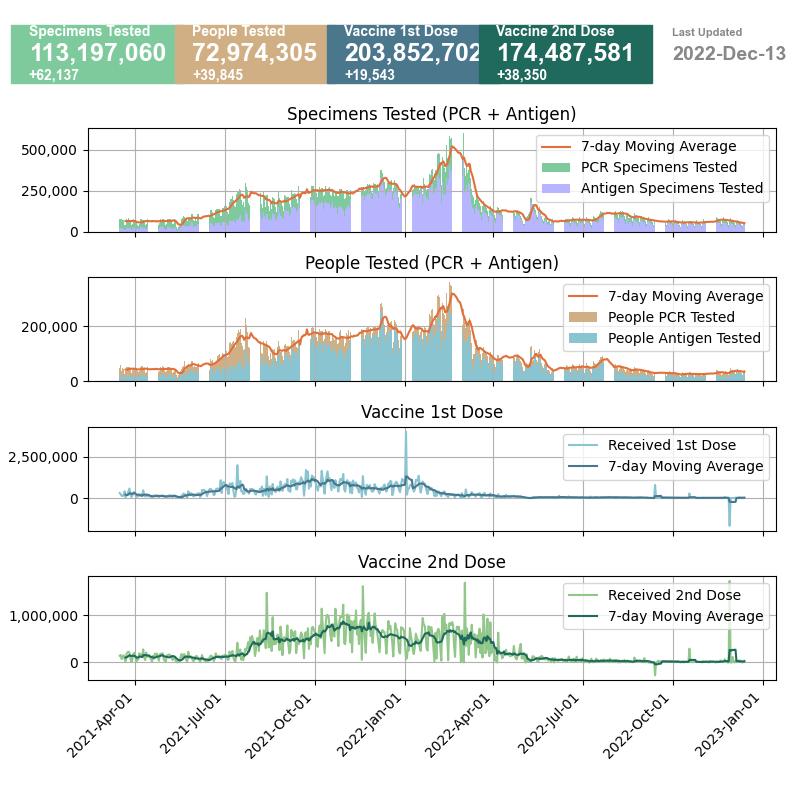 Specimens Tested
113,197,060
+62,137
People Tested
72,974,305
+39,845
Vaccine 1st Dose
203,852,702
+19,543
Vaccine 2nd Dose
174,487,581
+38,350
Last Updated
2022-Dec-13
Specimens Tested (PCR + Antigen)
500,000
250,000
0
7-day Moving Average
PCR Specimens Tested
Antigen Specimens Tested
People Tested (PCR + Antigen)
200,000
0
7-day Moving Average
People PCR Tested
People Antigen Tested
Vaccine 1st Dose
2,500,000
0
Received 1st Dose
7-day Moving Average
Vaccine 2nd Dose
1,000,000
0
Received 2nd Dose
7-day Moving Average
2021-Apr-01
2021-Jul-01
2021-Oct-01
2022-Jan-01
2022-Apr-01
2022-Jul-01
2022-Oct-01
2023-Jan-01